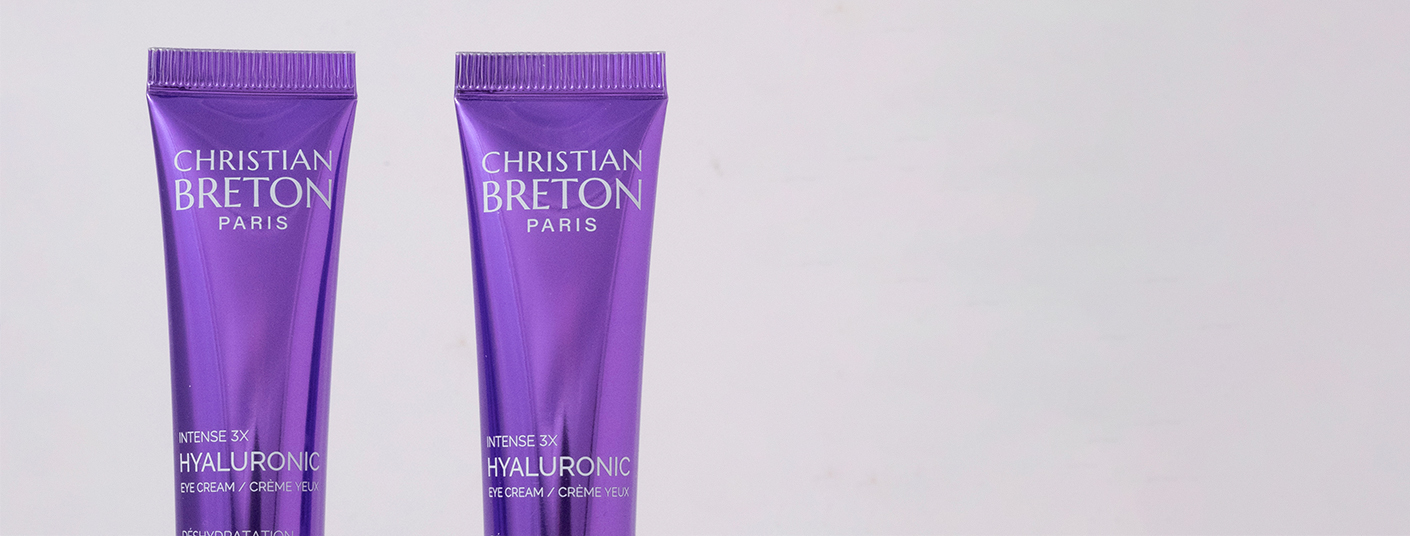 CHRISTIAN
BRETON
PARIS
INTENSE 3X
HYALURONIC
EYE CREAM / CRÈME YEUX
DÉSHYDRATATION
CHRISTIAN
BRETON
PARIS
INTENSE 3X
HYALURONIC
EYE CREAM / CRÈME YEUX